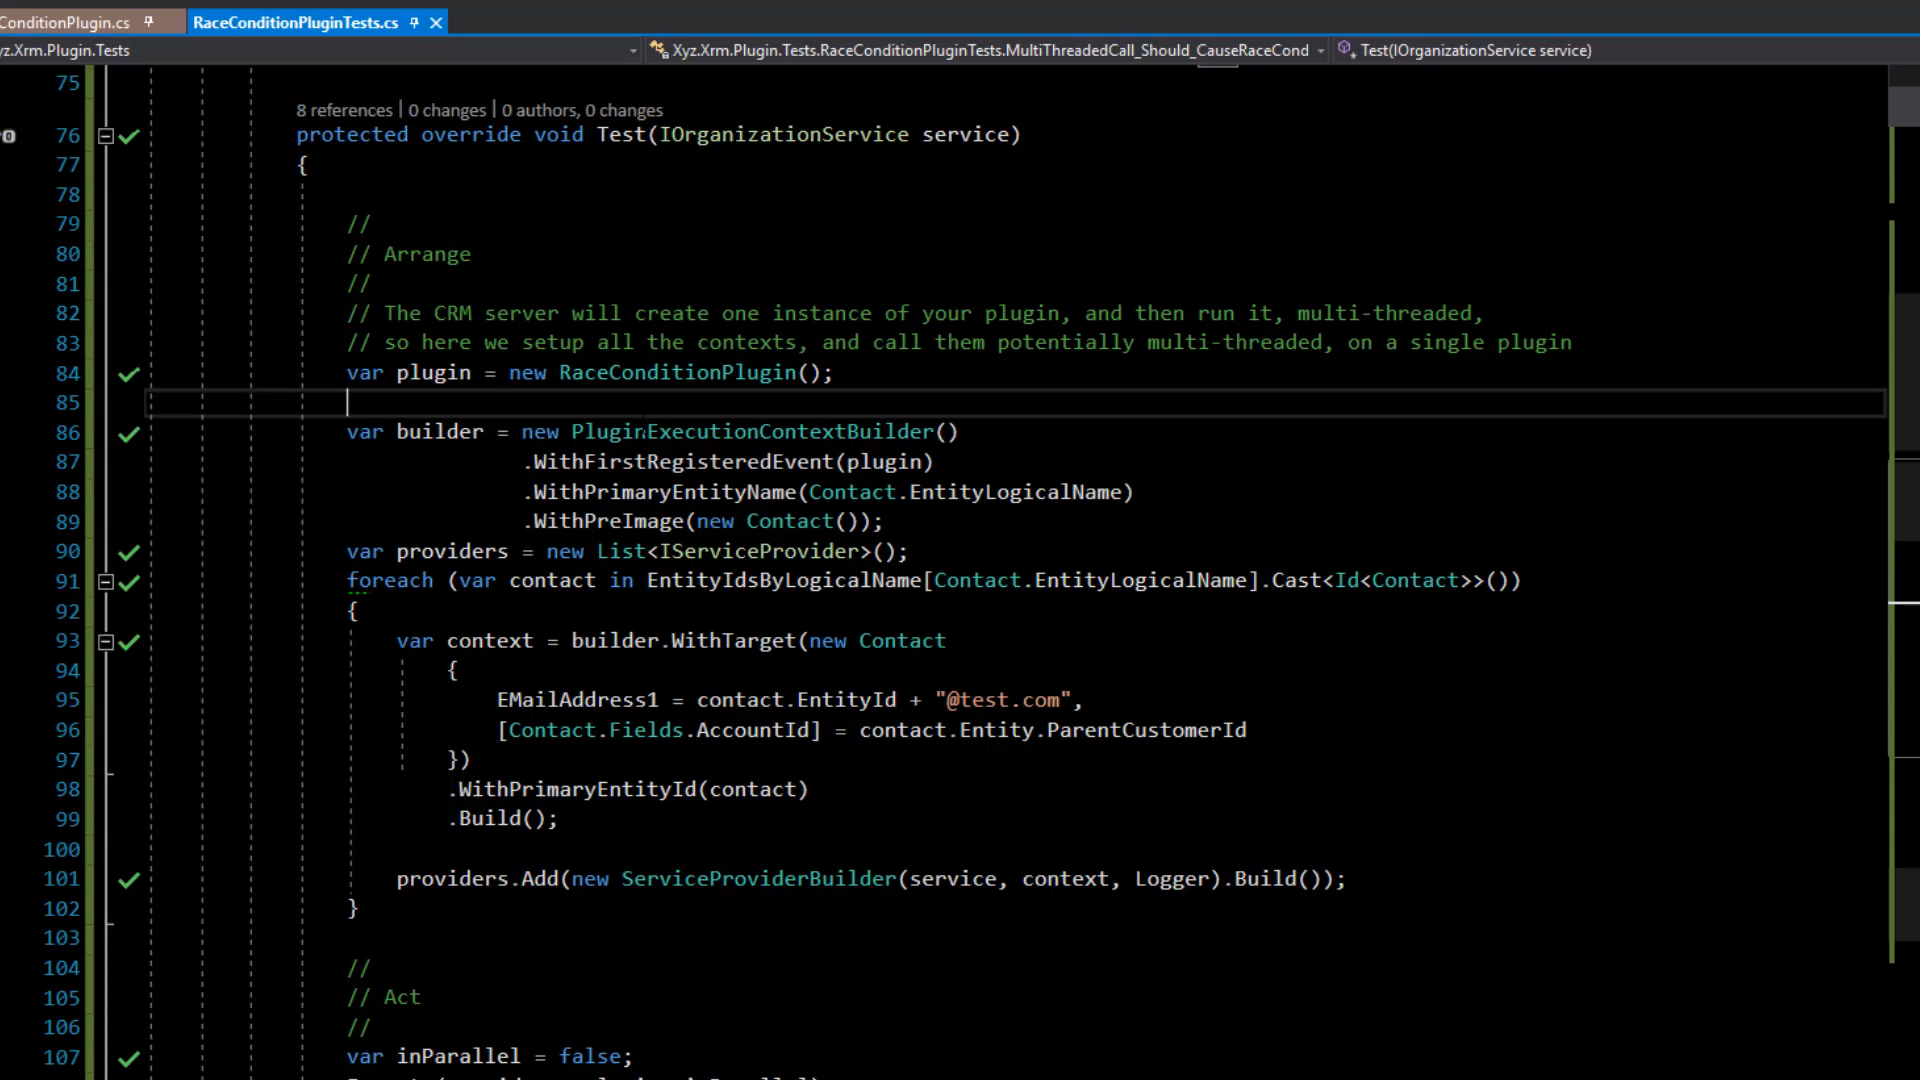 ConditionPlugin.cs
RaceConditionPluginTests.cs
yz.Xrm.Plugin.Tests
Xyz.Xrm.Plugin.Tests.RaceConditionPluginTests.MultiThreadedCall_Should_CauseRaceCond
Test(IOrganizationService service)
75
8 references | 0 changes | 0 authors, 0 changes
76 protected override void Test(IOrganizationService service)
77 {
78
79 //
80 // Arrange
81 //
82 // The CRM server will create one instance of your plugin, and then run it, multi-threaded,
83 // so here we setup all the contexts, and call them potentially multi-threaded, on a single plugin
84 var plugin = new RaceConditionPlugin();
85
86 var builder = new PluginExecutionContextBuilder()
87 .WithFirstRegisteredEvent(plugin)
88 .WithPrimaryEntityName(Contact.EntityLogicalName)
89 .WithPreImage(new Contact());
90 var providers = new List<IServiceProvider>();
91 foreach (var contact in EntityIdsByLogicalName[Contact.EntityLogicalName].Cast<Id<Contact>>())
92 {
93 var context = builder.WithTarget(new Contact
94 {
95 EMailAddress1 = contact.EntityId + "@test.com",
96 [Contact.Fields.AccountId] = contact.Entity.ParentCustomerId
97 })
98 .WithPrimaryEntityId(contact)
99 .Build();
100
101 providers.Add(new ServiceProviderBuilder(service, context, Logger).Build());
102 }
103
104 //
105 // Act
106 //
107 var inParallel = false;